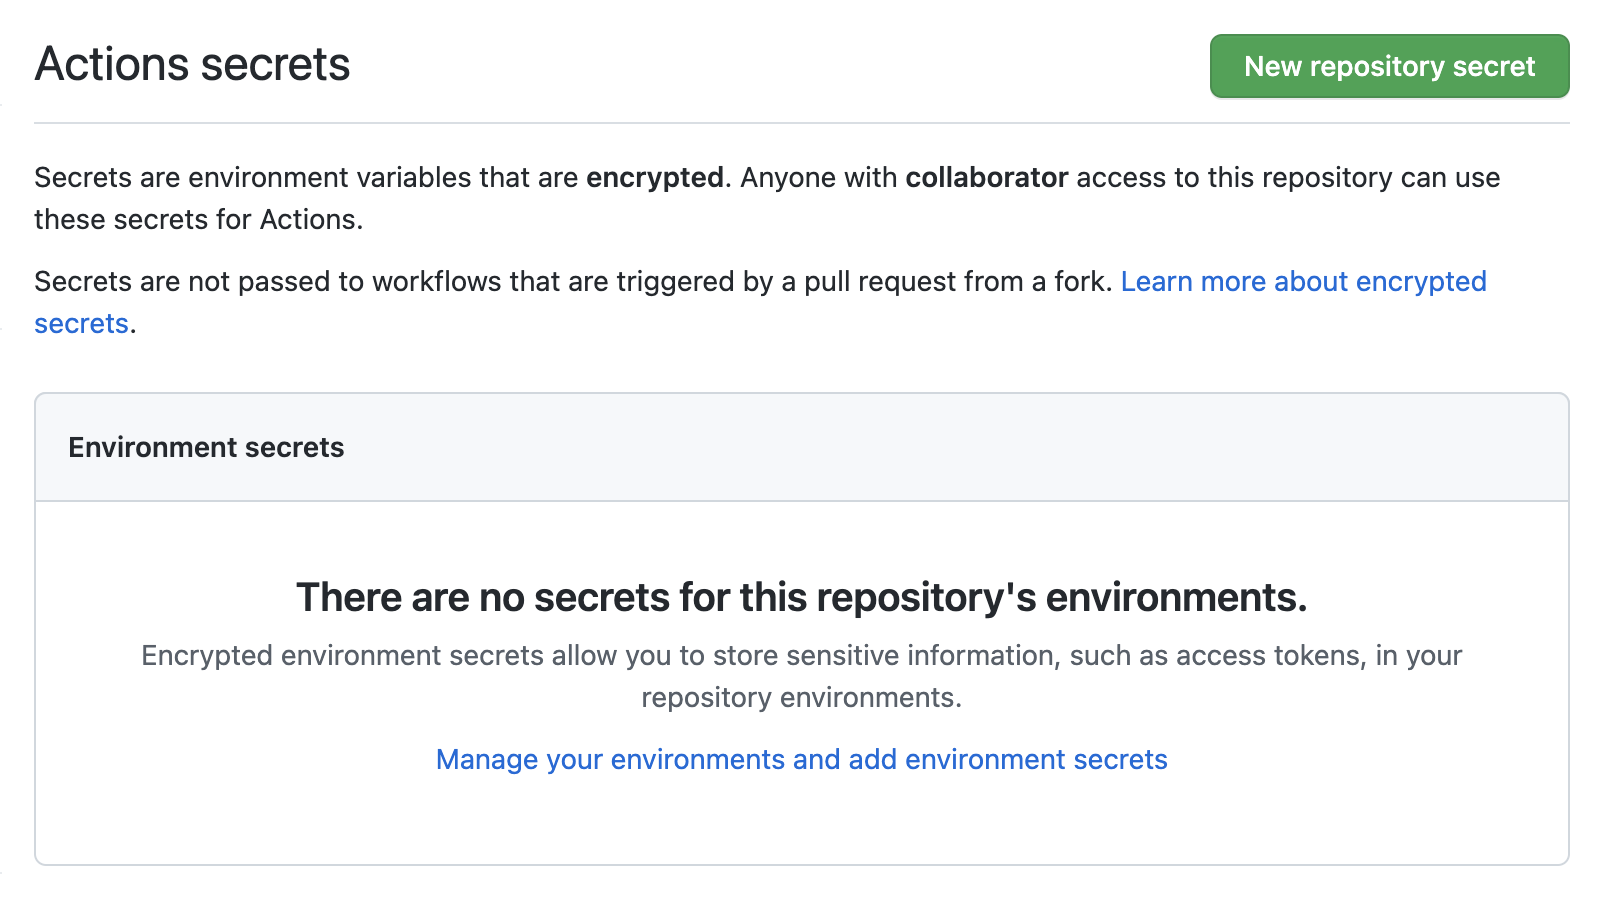 Actions secrets
New repository secret
Secrets are environment variables that are encrypted. Anyone with collaborator access to this repository can use
these secrets for Actions.
Secrets are not passed to workflows that are triggered by a pull request from a fork. Learn more about encrypted
secrets.
Environment secrets
There are no secrets for this repository's environments.
Encrypted environment secrets allow you to store sensitive information, such as access tokens, in your
repository environments.
Manage your environments and add environment secrets